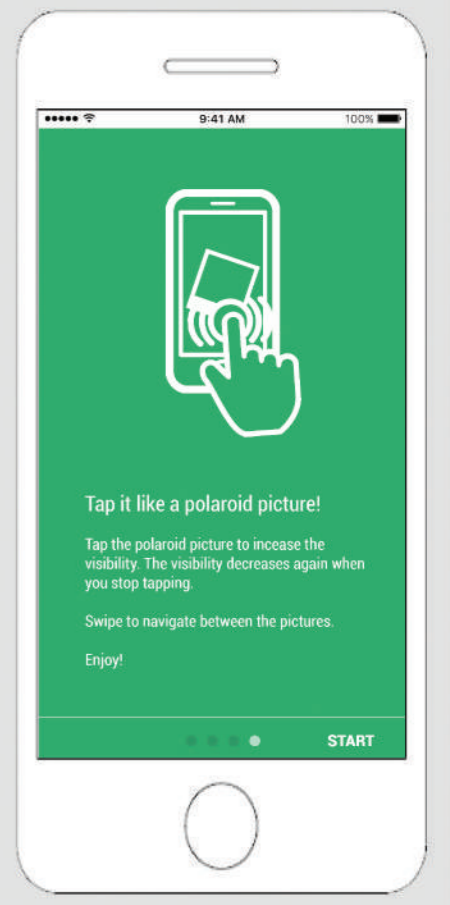 9:41 AM 100%
Tap it like a polaroid picture!
Tap the polaroid picture to incease the
visibility. The visibility decreases again when
you stop tapping.
Swipe to navigate between the pictures.
Enjoy!
START